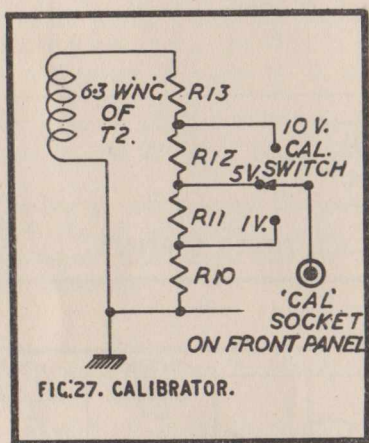 6·3 WNG
OF
T2.
R13
10 V.
CAL.
SWITCH
R12
5V.
R11
1V.
R10
'CAL'
SOCKET
ON FRONT PANEL
FIG. 27. CALIBRATOR.